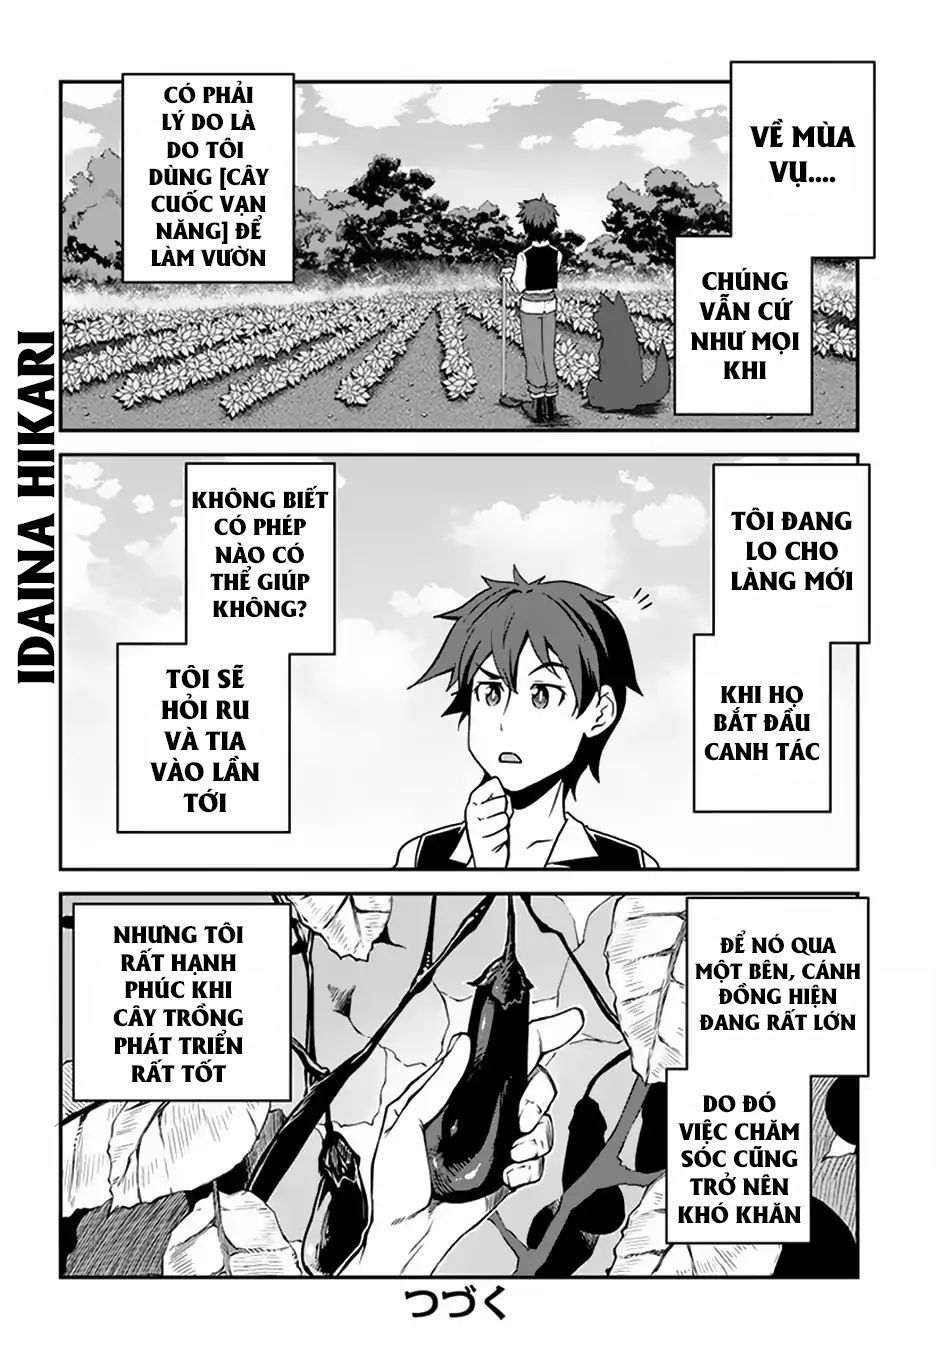 VỀ MÙA
VỤ....
CHÚNG
VẪN CỨ
NHƯ MỌI
KHI
CÓ PHẢI
LÝ DO LÀ
DO TÔI
DÙNG [CÂY
CUỐC VẠN
NĂNG] ĐỂ
LÀM VƯỜN
IDAINA HIKARI
TÔI ĐANG
LO CHO
LÀNG MỚI
KHI HỌ
BẮT ĐẦU
CANH TÁC
KHÔNG BIẾT
CÓ PHÉP
NÀO CÓ
THỂ GIÚP
KHÔNG?
TÔI SẼ
HỎI RU
VÀ TIA
VÀO LẦN
TỚI
ĐỂ NÓ QUA
MỘT BÊN, CÁNH
ĐỒNG HIỆN
ĐANG RẤT LỚN
DO ĐÓ
VIỆC CHĂM
SÓC CŨNG
TRỞ NÊN
KHÓ KHĂN
NHƯNG TÔI
RẤT HẠNH
PHÚC KHI
CÂY TRỒNG
PHÁT TRIỂN
RẤT TỐT
つづく